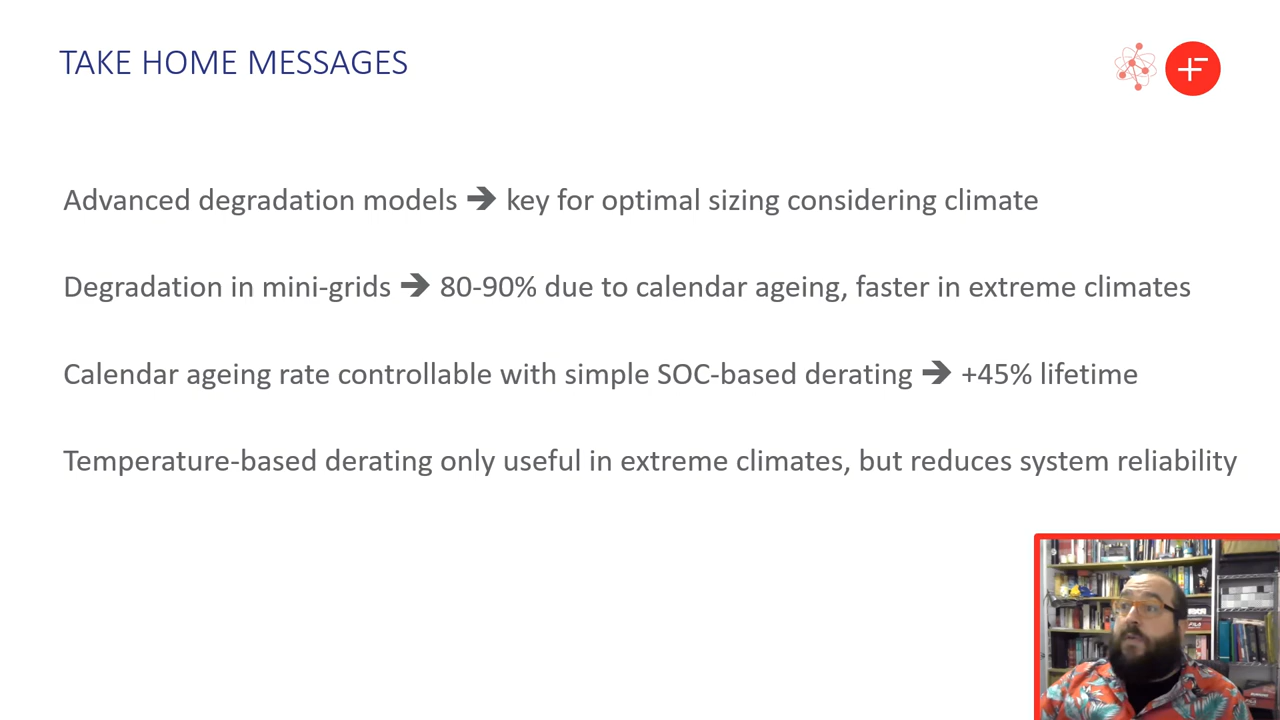 TAKE HOME MESSAGES
Advanced degradation models ➔ key for optimal sizing considering climate
Degradation in mini-grids ➔ 80-90% due to calendar ageing, faster in extreme climates
Calendar ageing rate controllable with simple SOC-based derating ➔ +45% lifetime
Temperature-based derating only useful in extreme climates, but reduces system reliability
FILA